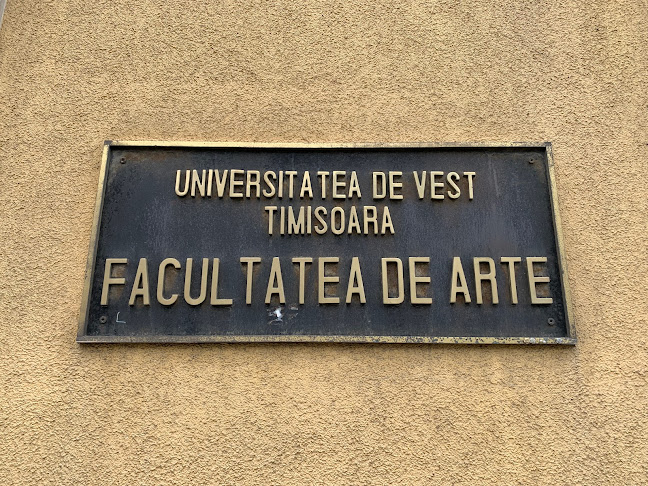 UNIVERSITATEA DE VEST
TIMISOARA
FACULTATEA DE ARTE